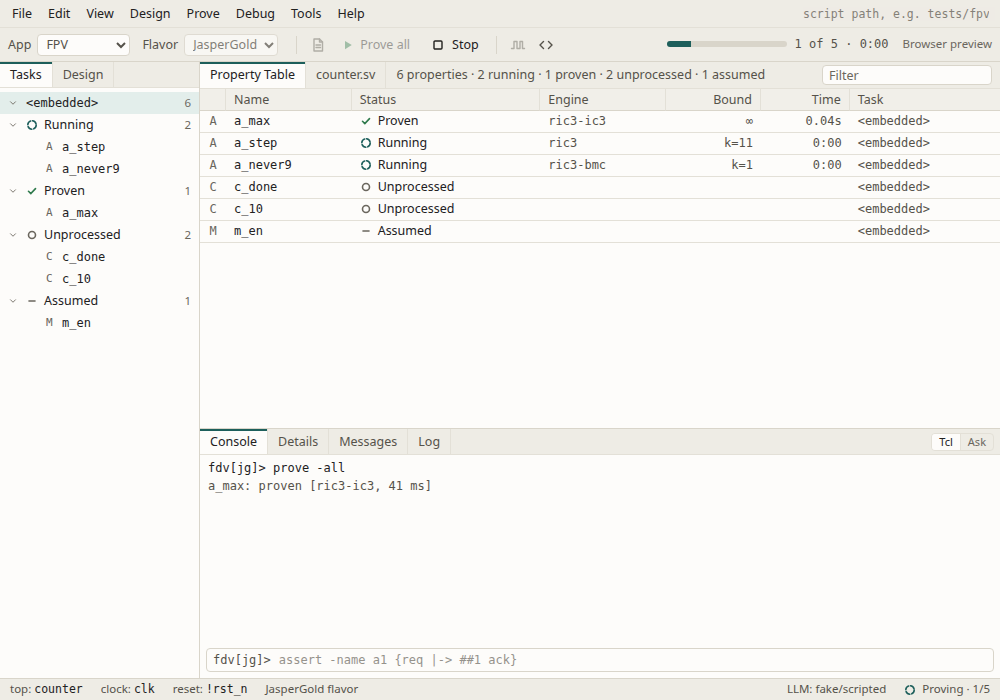 File Edit View Design Prove Debug Tools Help script path, e.g. tests/fpv
App FPV Flavor JasperGold Prove all Stop 1 of 5 · 0:00 Browser preview
Tasks Design Property Table counter.sv 6 properties · 2 running · 1 proven · 2 unprocessed · 1 assumed Filter
<embedded> 6
Running 2
A a_step
A a_never9
Proven 1
A a_max
Unprocessed 2
C c_done
C c_10
Assumed 1
M m_en
Name Status Engine Bound Time Task
A a_max Proven ric3-ic3 ∞ 0.04s <embedded>
A a_step Running ric3 k=11 0:00 <embedded>
A a_never9 Running ric3-bmc k=1 0:00 <embedded>
C c_done Unprocessed <embedded>
C c_10 Unprocessed <embedded>
M m_en Assumed <embedded>
Console Details Messages Log Tcl Ask
fdv[jg]> prove -all
a_max: proven [ric3-ic3, 41 ms]
fdv[jg]> assert -name a1 {req |-> ##1 ack}
top: counter clock: clk reset: !rst_n JasperGold flavor LLM: fake/scripted Proving · 1/5